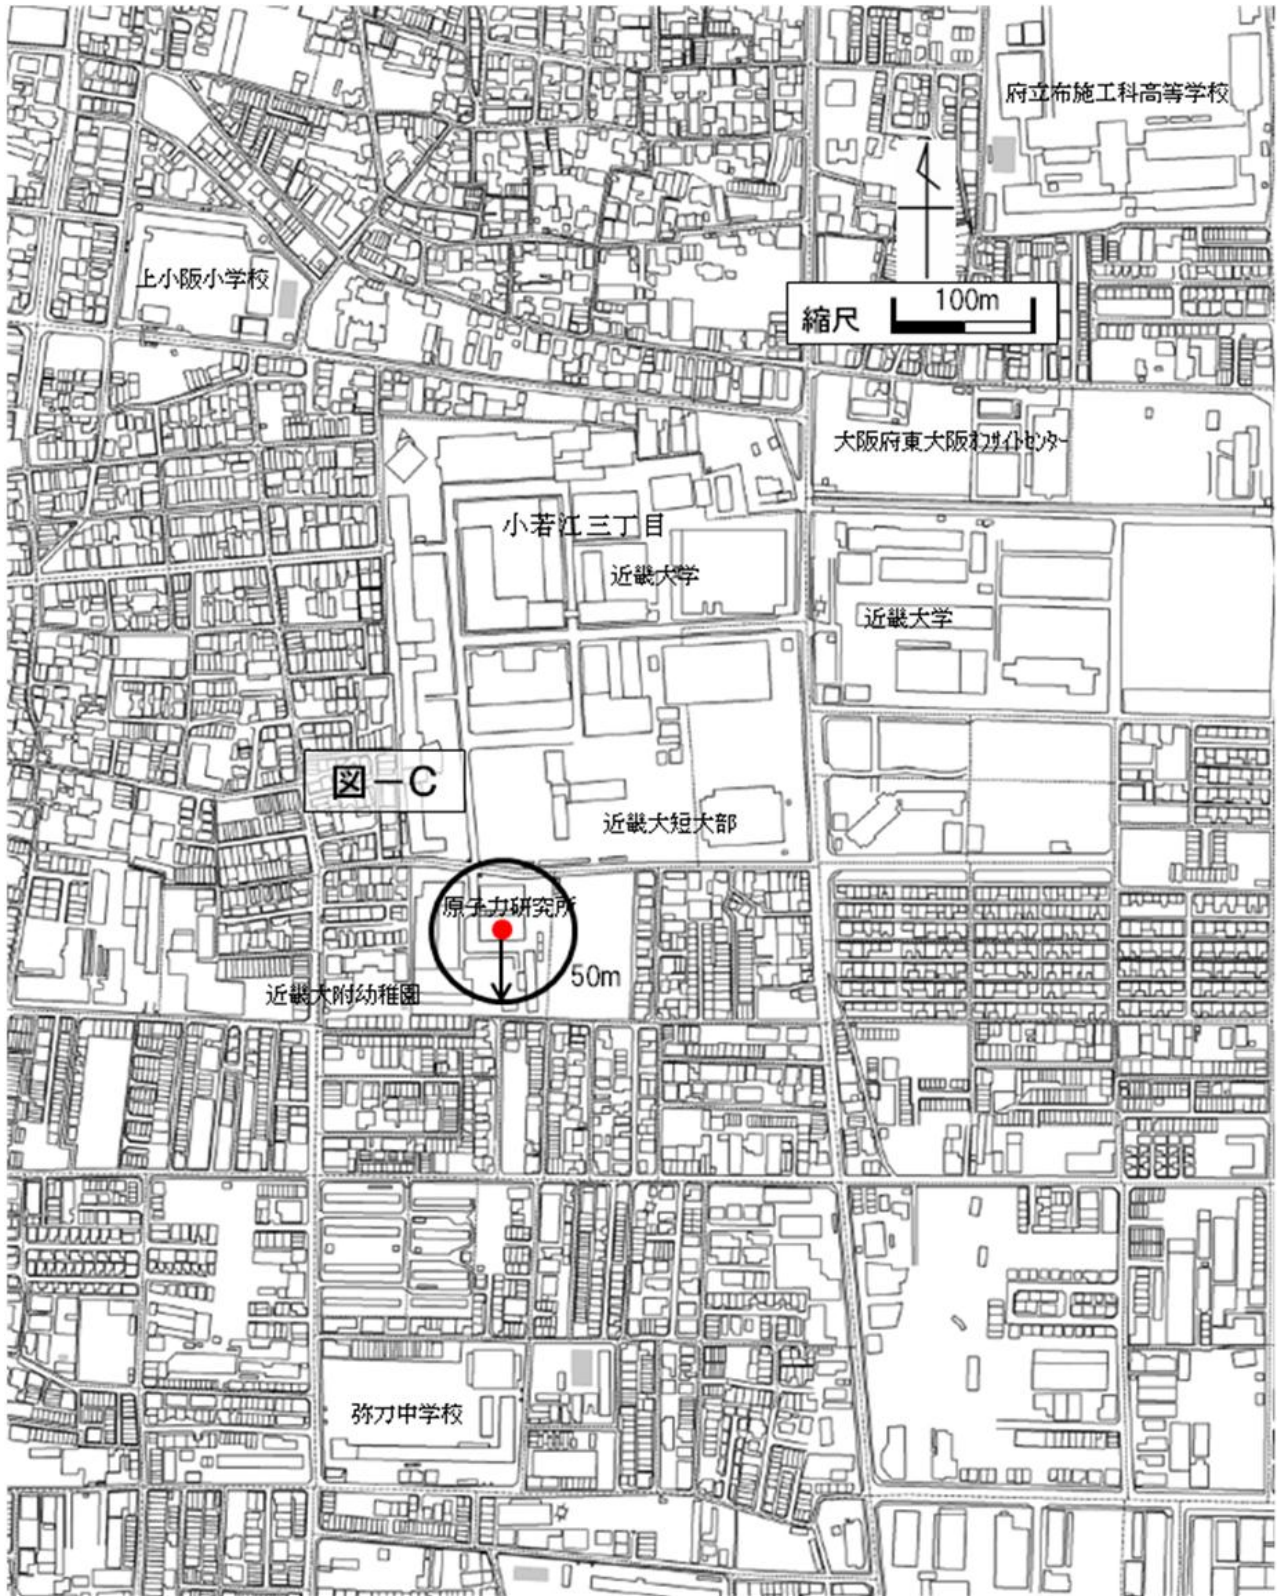 府立布施工科高等学校
上小阪小学校
縮尺
100m
大阪府東大阪オフサイトセンター
小若江三丁目
近畿大学
近畿大学
図－C
近畿大短大部
原子力研究所
50m
近畿大附幼稚園
弥刀中学校